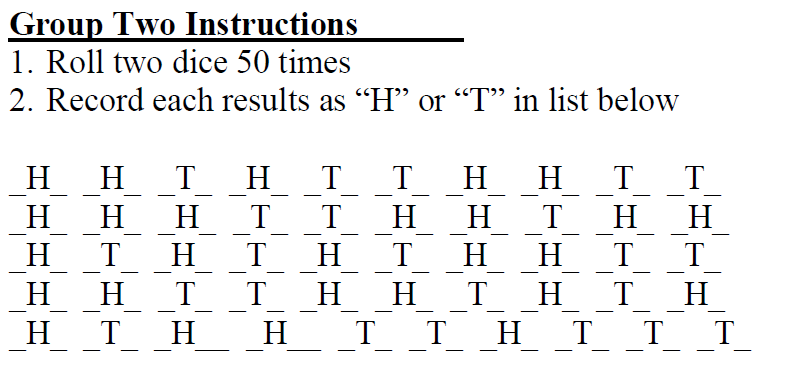 Group Two Instructions
1. Roll two dice 50 times
2. Record each results as “H” or “T” in list below
_H_ _H_ _T_ _H_ _T_ _T_ _H_ _H_ _T_ _T_
_H_ _H_ _H_ _T_ _T_ _H_ _H_ _T_ _H_ _H_
_H_ _T_ _H_ _T_ _H_ _T_ _H_ _H_ _T_ _T_
_H_ _H_ _T_ _T_ _H_ _H_ _T_ _H_ _T_ _H_
_H_ _T_ _H__ _H__ _T_ _T_ _H_ _T_ _T_ _T_